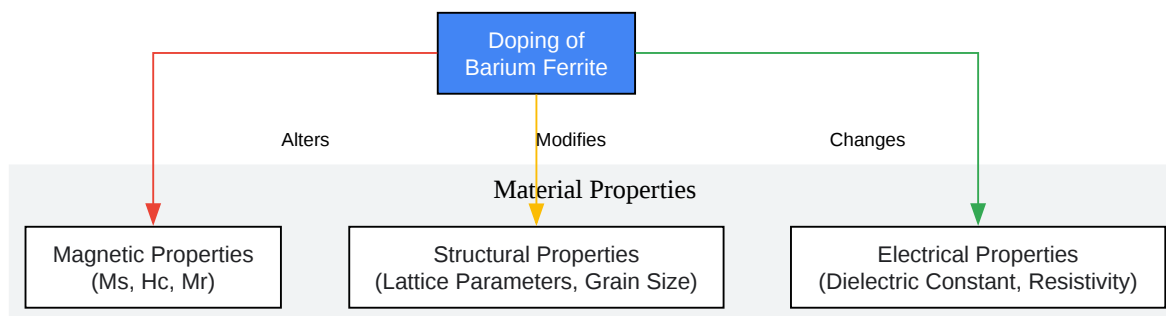 Doping of
Barium Ferrite
Alters
Modifies
Changes
Material Properties
Magnetic Properties
(Ms, Hc, Mr)
Structural Properties
(Lattice Parameters, Grain Size)
Electrical Properties
(Dielectric Constant, Resistivity)